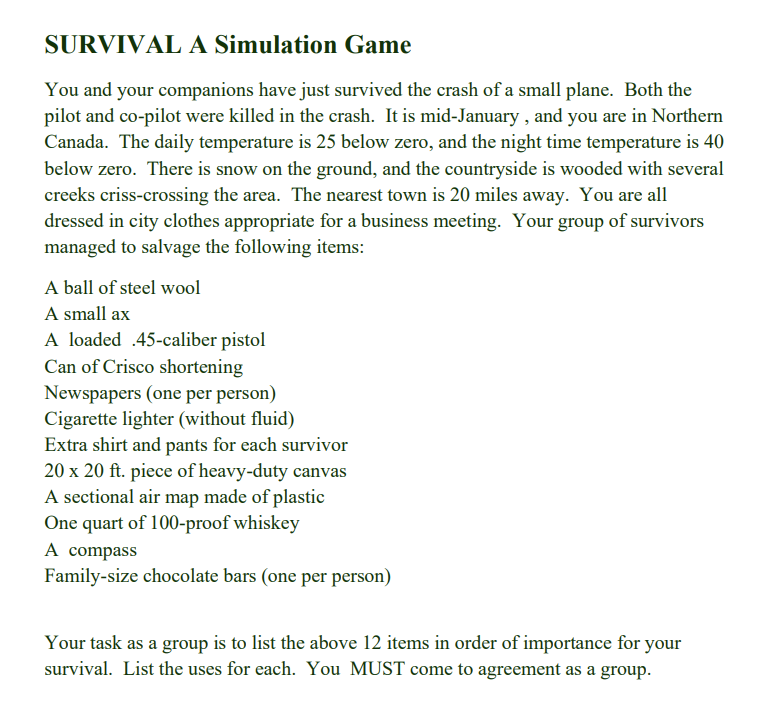 SURVIVAL A Simulation Game
You and your companions have just survived the crash of a small plane.  Both the
pilot and co-pilot were killed in the crash.  It is mid-January , and you are in Northern
Canada.  The daily temperature is 25 below zero, and the night time temperature is 40
below zero.  There is snow on the ground, and the countryside is wooded with several
creeks criss-crossing the area.  The nearest town is 20 miles away.  You are all
dressed in city clothes appropriate for a business meeting.  Your group of survivors
managed to salvage the following items:
A ball of steel wool
A small ax
A  loaded  .45-caliber pistol
Can of Crisco shortening
Newspapers (one per person)
Cigarette lighter (without fluid)
Extra shirt and pants for each survivor
20 x 20 ft. piece of heavy-duty canvas
A sectional air map made of plastic
One quart of 100-proof whiskey
A  compass
Family-size chocolate bars (one per person)
Your task as a group is to list the above 12 items in order of importance for your
survival.  List the uses for each.  You  MUST come to agreement as a group.